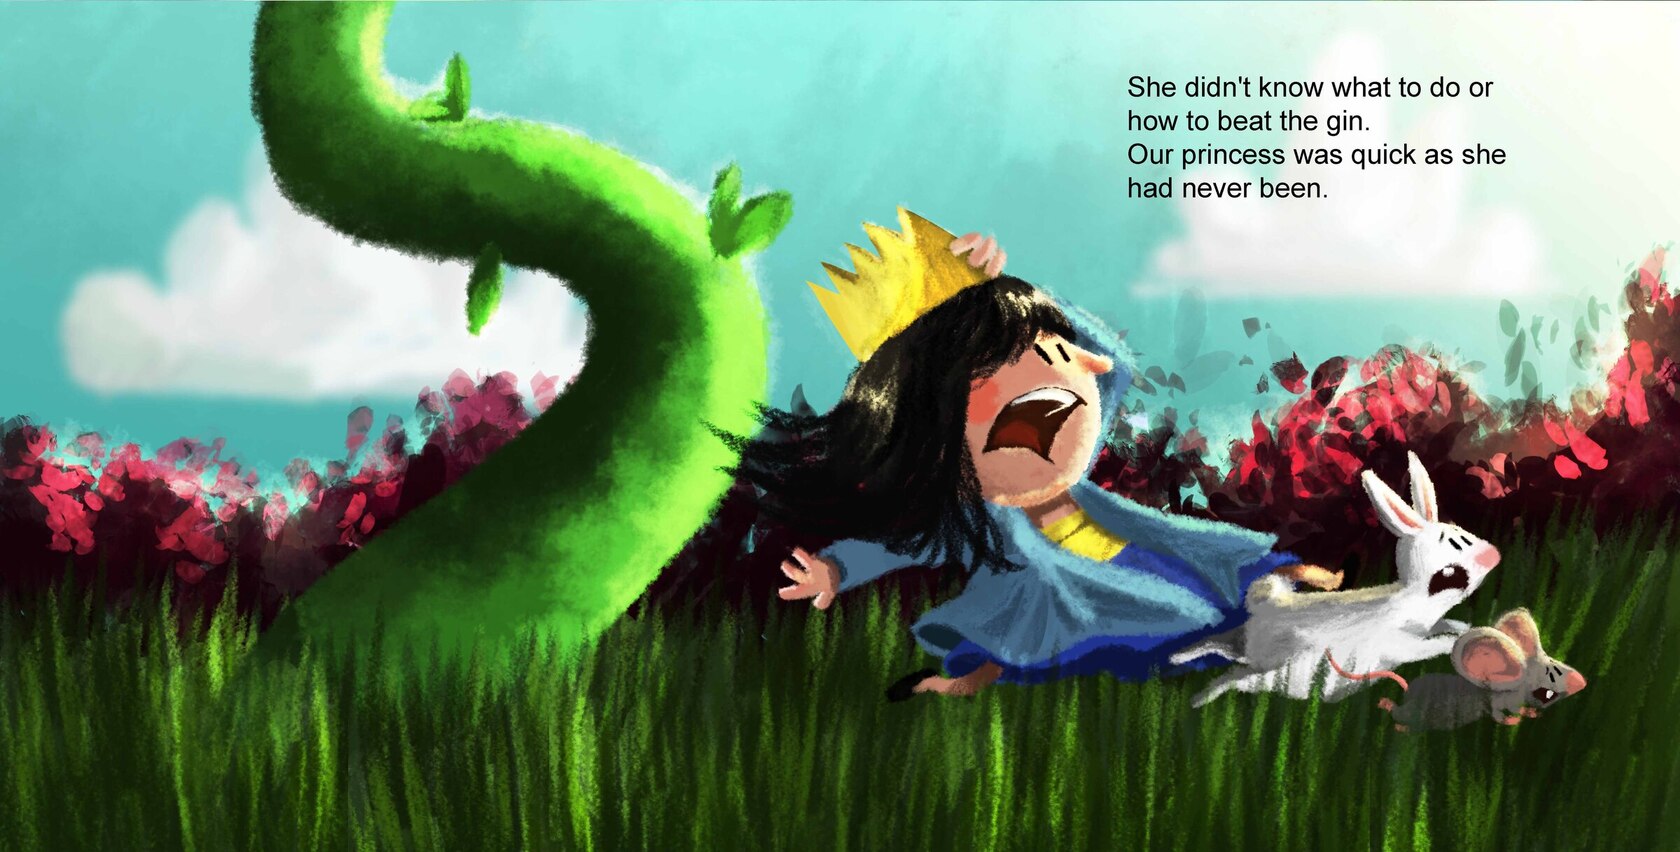 She didn't know what to do or
how to beat the gin.
Our princess was quick as she
had never been.